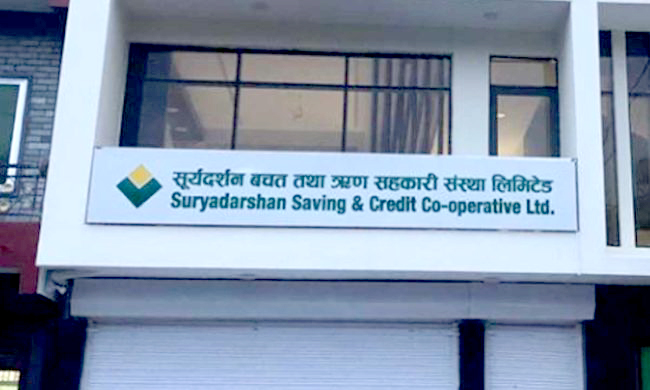 सूर्यदर्शन बचत तथा ऋण सहकारी संस्था लिमिटेड
Suryadarshan Saving & Credit Co-operative Ltd.